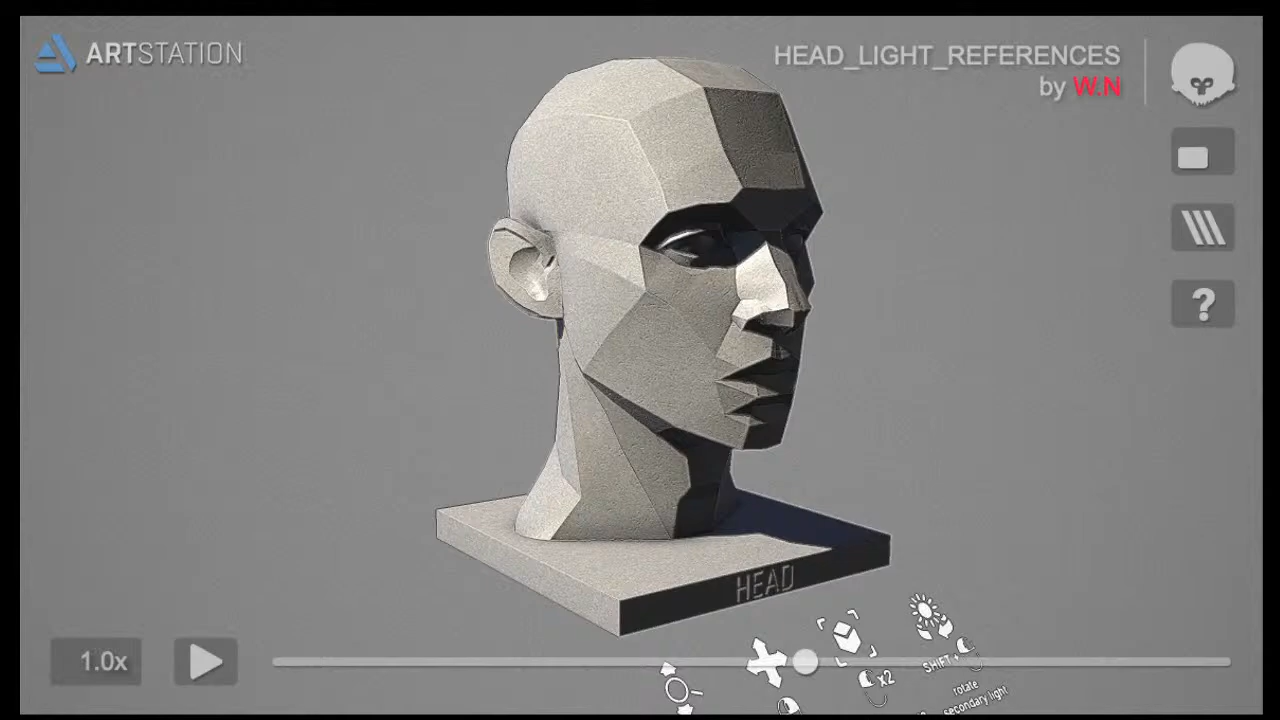 ARTSTATION
HEAD_LIGHT_REFERENCES
by W.N
?
HEAD
SHIFT+
x2
rotate
secondary light
1.0x